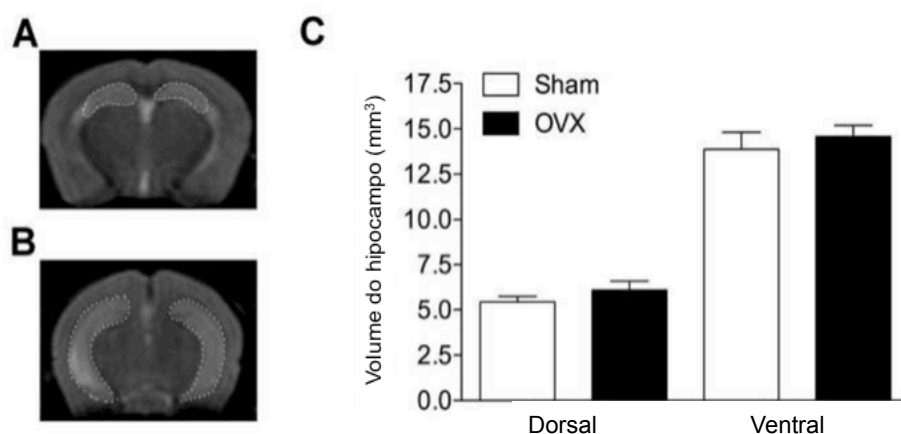 A
B
C
Volume do hipocampo (mm³)
Sham
OVX
17.5
15.0
12.5
10.0
7.5
5.0
2.5
0.0
Dorsal
Ventral